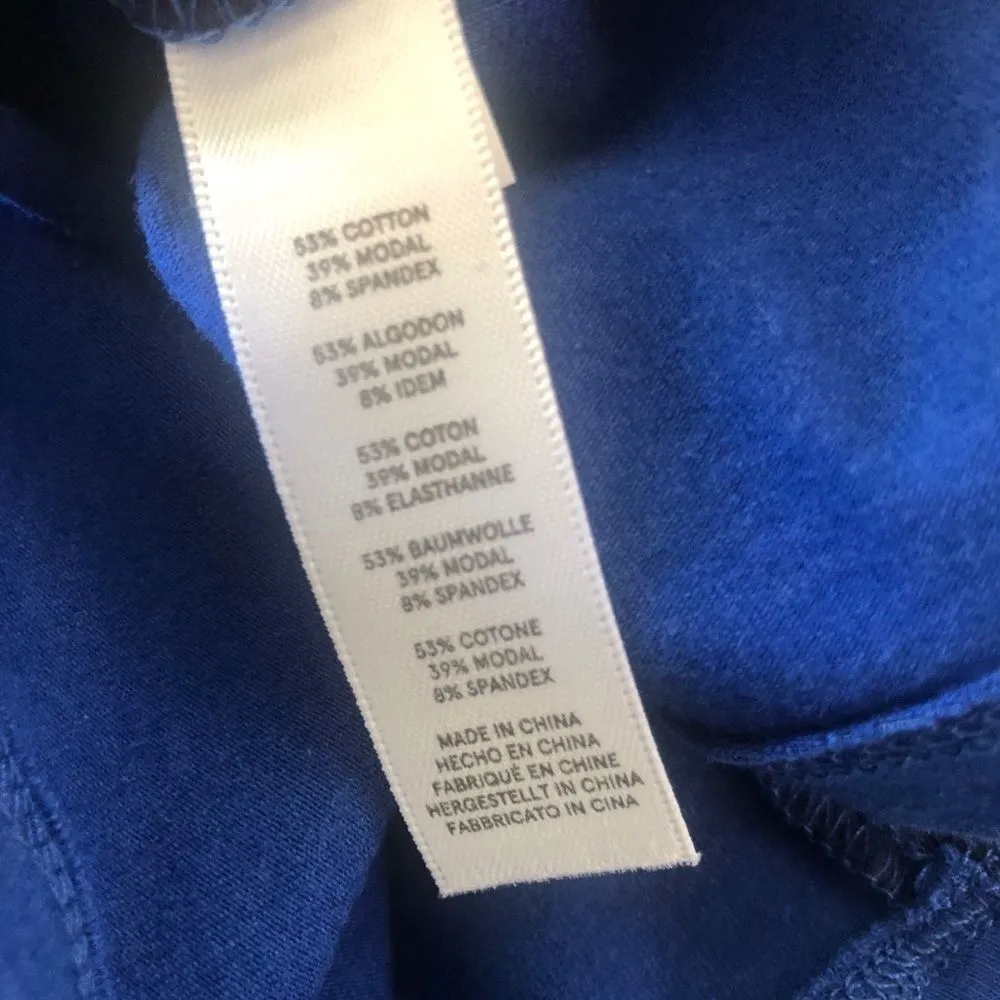 53% COTTON
39% MODAL
8% SPANDEX
53% ALGODON
39% MODAL
8% IDEM
53% COTON
39% MODAL
8% ELASTHANNE
53% BAUMWOLLE
39% MODAL
8% SPANDEX
53% COTONE
39% MODAL
8% SPANDEX
MADE IN CHINA
HECHO EN CHINA
FABRIQUÉ EN CHINE
HERGESTELLT IN CHINA
FABBRICATO IN CINA